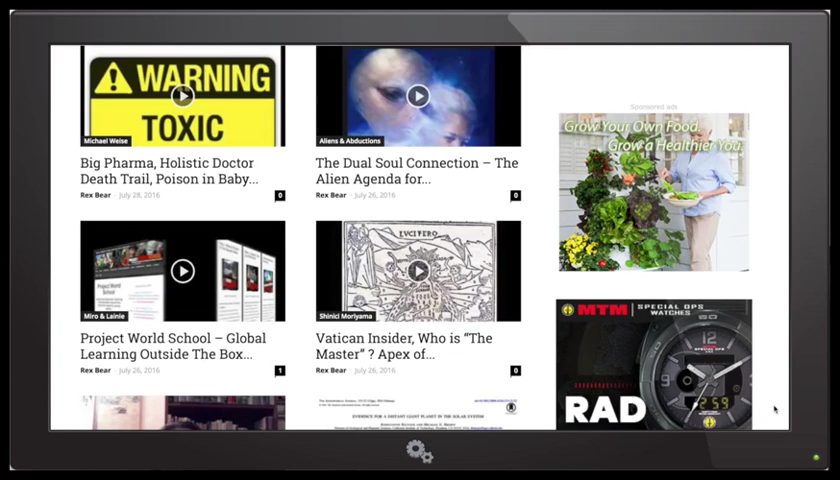 WARNING
TOXIC
Michael Weise
Big Pharma, Holistic Doctor
Death Trail, Poison in Baby...
Rex Bear - July 28, 2016
0
Aliens & Abductions
The Dual Soul Connection – The
Alien Agenda for...
Rex Bear - July 26, 2016
0
Sponsored ads
Grow Your Own Food.
Grow a Healthier You.
Project World
School
Miro & Lainie
Project World School – Global
Learning Outside The Box...
Rex Bear - July 26, 2016
1
LVCIFERO
Shinici Moriyama
Vatican Insider, Who is “The
Master” ? Apex of...
Rex Bear - July 26, 2016
0
MTM SPECIAL OPS
WATCHES
RAD
12
2:59
EVIDENCE FOR A DISTANT GIANT PLANET IN THE SOLAR SYSTEM